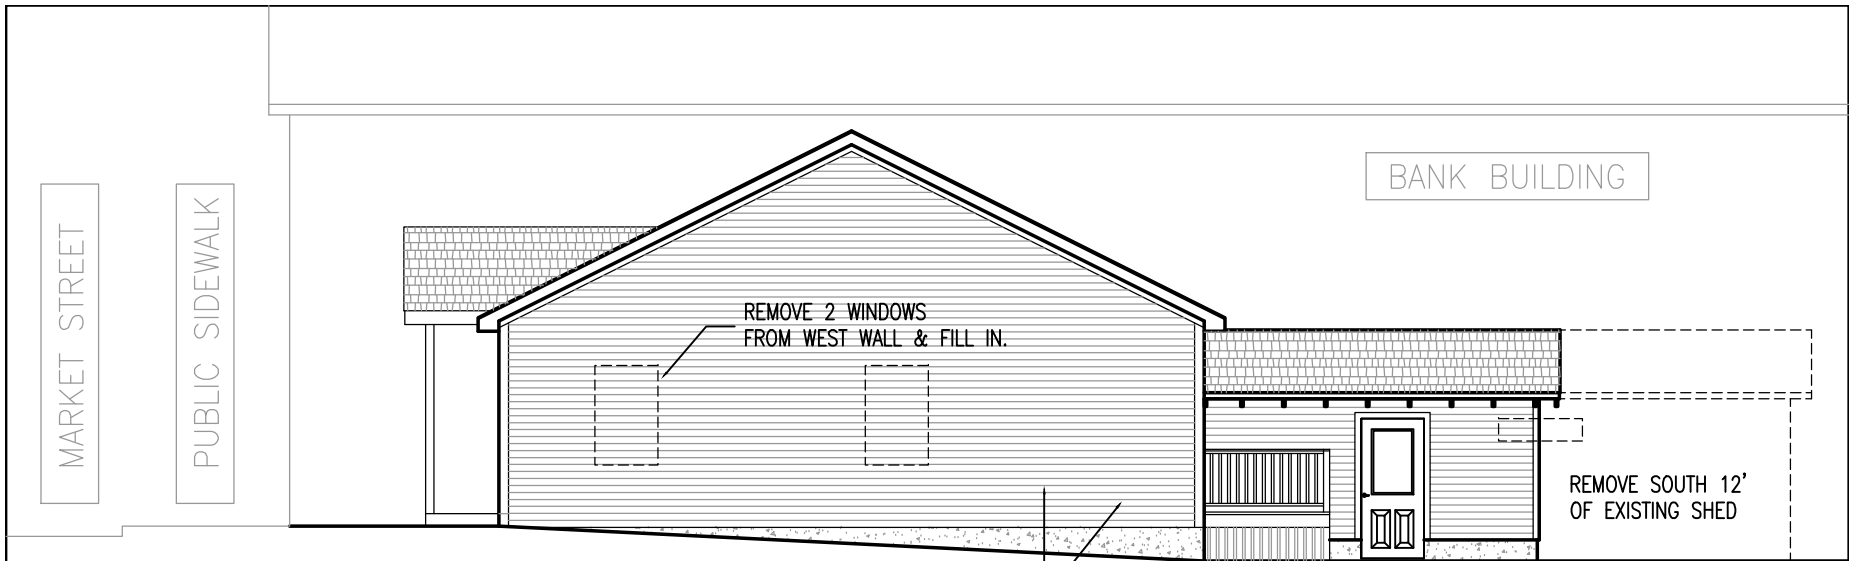 MARKET STREET
PUBLIC SIDEWALK
BANK BUILDING
REMOVE 2 WINDOWS
FROM WEST WALL & FILL IN.
REMOVE SOUTH 12'
OF EXISTING SHED